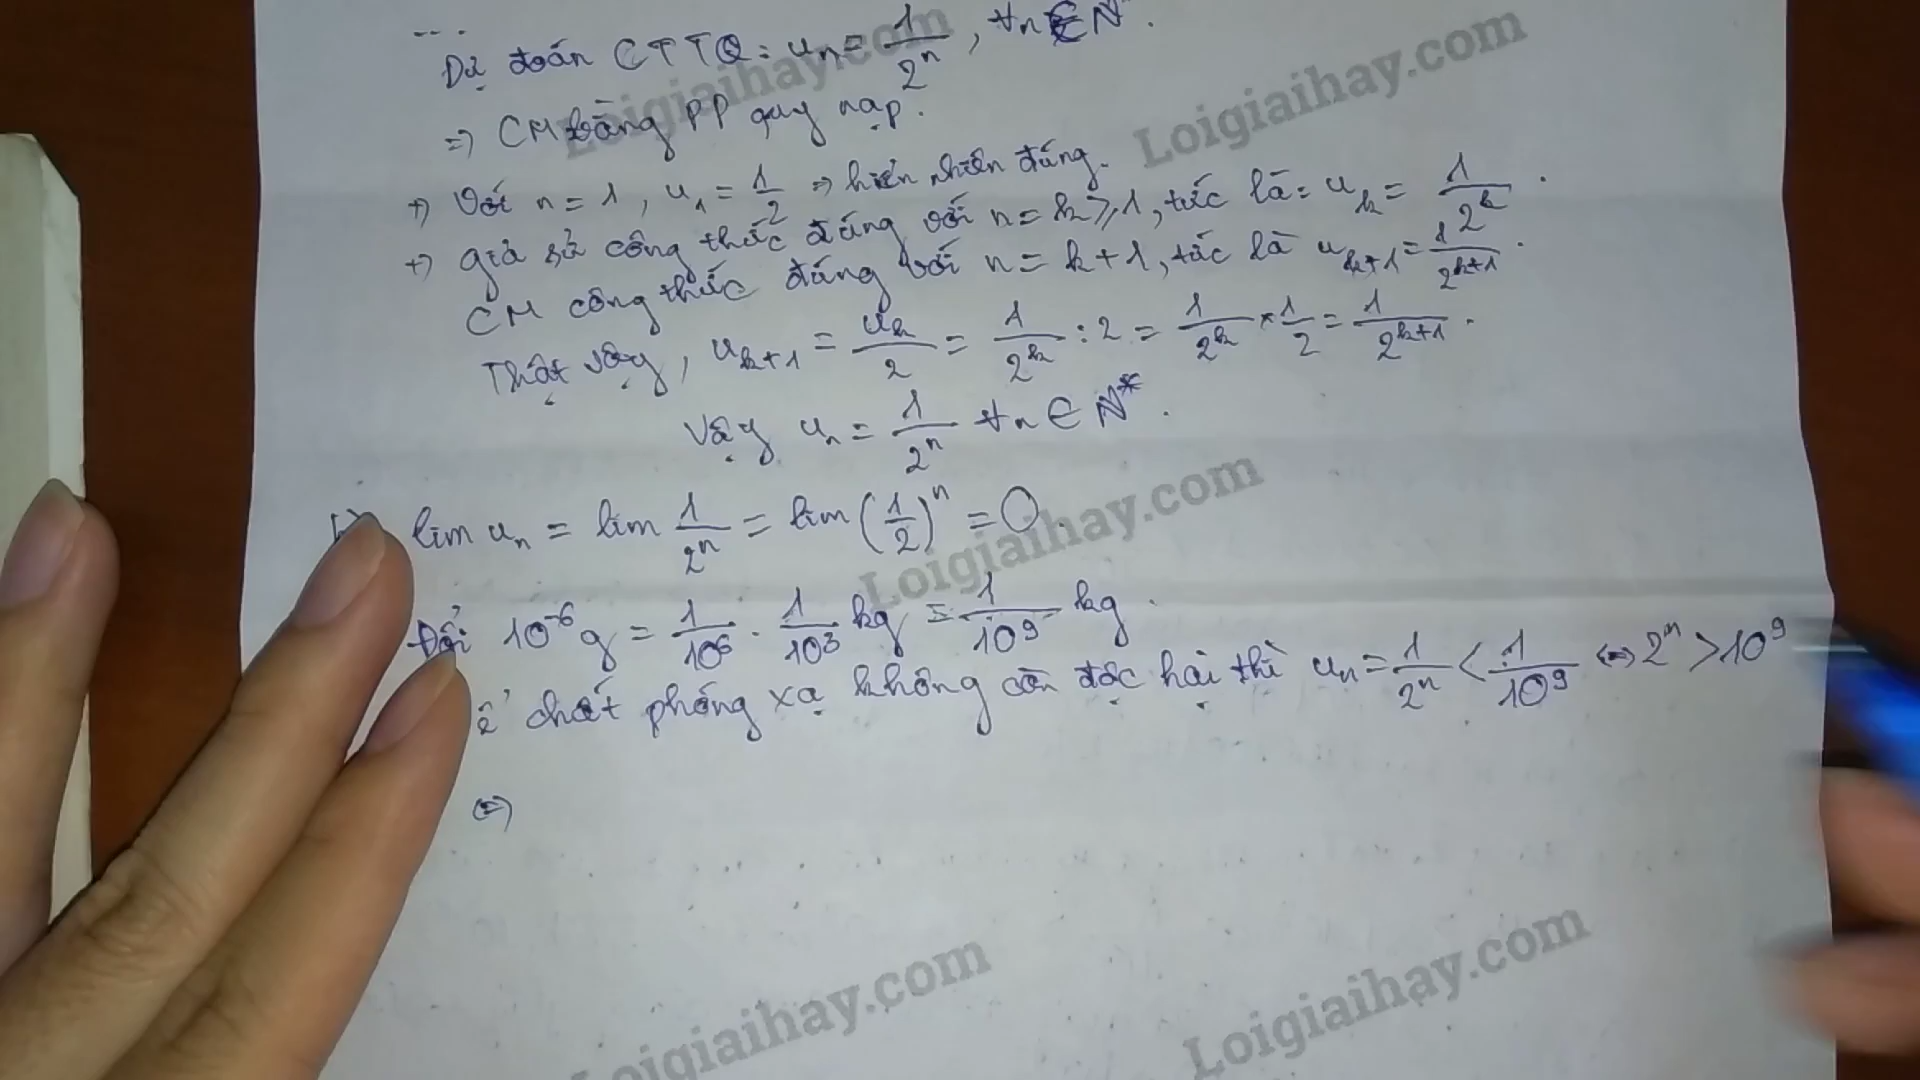 ...
Dự đoán CTTQ: uₙ = 1/2ⁿ, ∀n ∈ N*.
=> CM bằng PP quy nạp.
+) Với n = 1, u₁ = 1/2 => hiển nhiên đúng.
+) giả sử công thức đúng với n = k ≥ 1, tức là: uₖ = 1/2ᵏ.
CM công thức đúng với n = k+1, tức là uₖ₊₁ = 1/2ᵏ⁺¹.
Thật vậy, uₖ₊₁ = uₖ/2 = 1/2ᵏ : 2 = 1/2ᵏ * 1/2 = 1/2ᵏ⁺¹.
Vậy uₙ = 1/2ⁿ ∀n ∈ N*.
lim uₙ = lim 1/2ⁿ = lim (1/2)ⁿ = 0.
Đổi 10⁻⁶g = 1/10⁶ . 1/10³ kg = 1/10⁹ kg.
chất phóng xạ không còn độc hại thì uₙ = 1/2ⁿ < 1/10⁹ <=> 2ⁿ > 10⁹
<=>
Loigiaihay.com
Loigiaihay.com
Loigiaihay.com
Loigiaihay.com
Loigiaihay.com